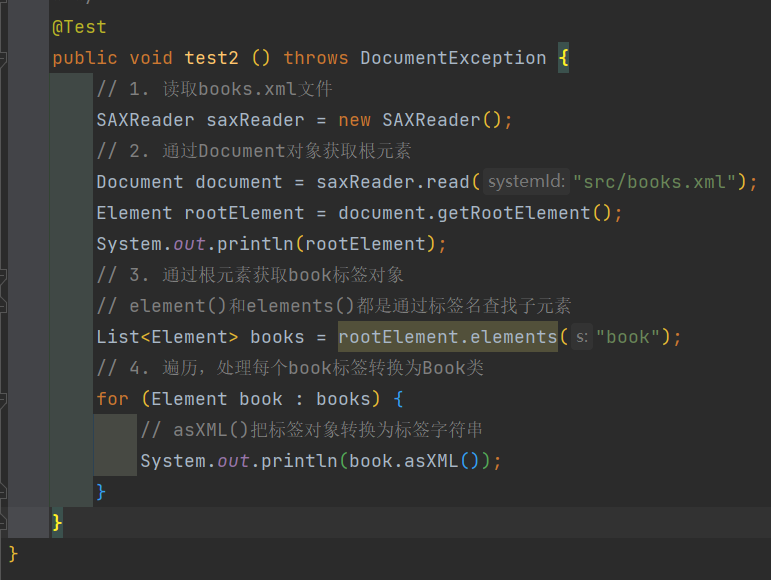 @Test
public void test2 () throws DocumentException {
// 1. 读取books.xml文件
SAXReader saxReader = new SAXReader();
// 2. 通过Document对象获取根元素
Document document = saxReader.read( systemId: "src/books.xml");
Element rootElement = document.getRootElement();
System.out.println(rootElement);
// 3. 通过根元素获取book标签对象
// element()和elements()都是通过标签名查找子元素
List<Element> books = rootElement.elements( s: "book");
// 4. 遍历，处理每个book标签转换为Book类
for (Element book : books) {
// asXML()把标签对象转换为标签字符串
System.out.println(book.asXML());
}
}
}